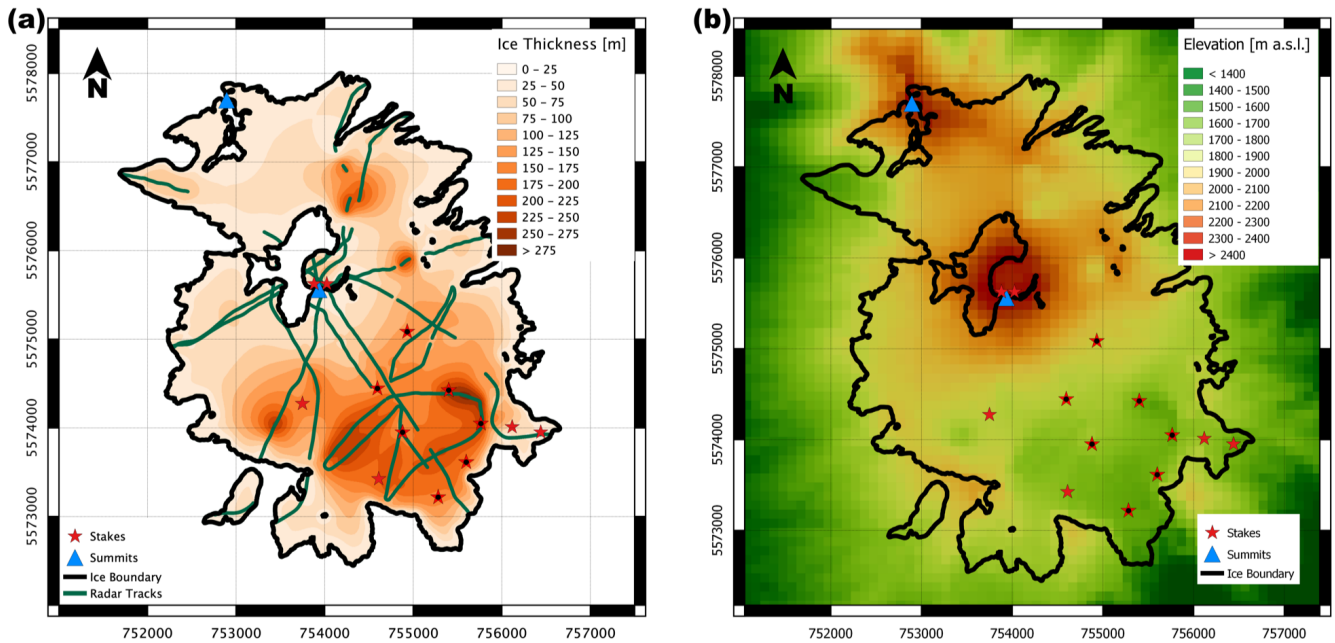 (a)
Ice Thickness [m]
0 – 25
25 – 50
50 – 75
75 – 100
100 – 125
125 – 150
150 – 175
175 – 200
200 – 225
225 – 250
250 – 275
> 275
N
5578000
5577000
5576000
5575000
5574000
5573000
Stakes
Summits
Ice Boundary
Radar Tracks
752000 753000 754000 755000 756000 757000
(b)
Elevation [m a.s.l.]
< 1400
1400 - 1500
1500 - 1600
1600 - 1700
1700 - 1800
1800 - 1900
1900 - 2000
2000 - 2100
2100 - 2200
2200 - 2300
2300 - 2400
> 2400
N
5578000
5577000
5576000
5575000
5574000
5573000
Stakes
Summits
Ice Boundary
752000 753000 754000 755000 756000 757000